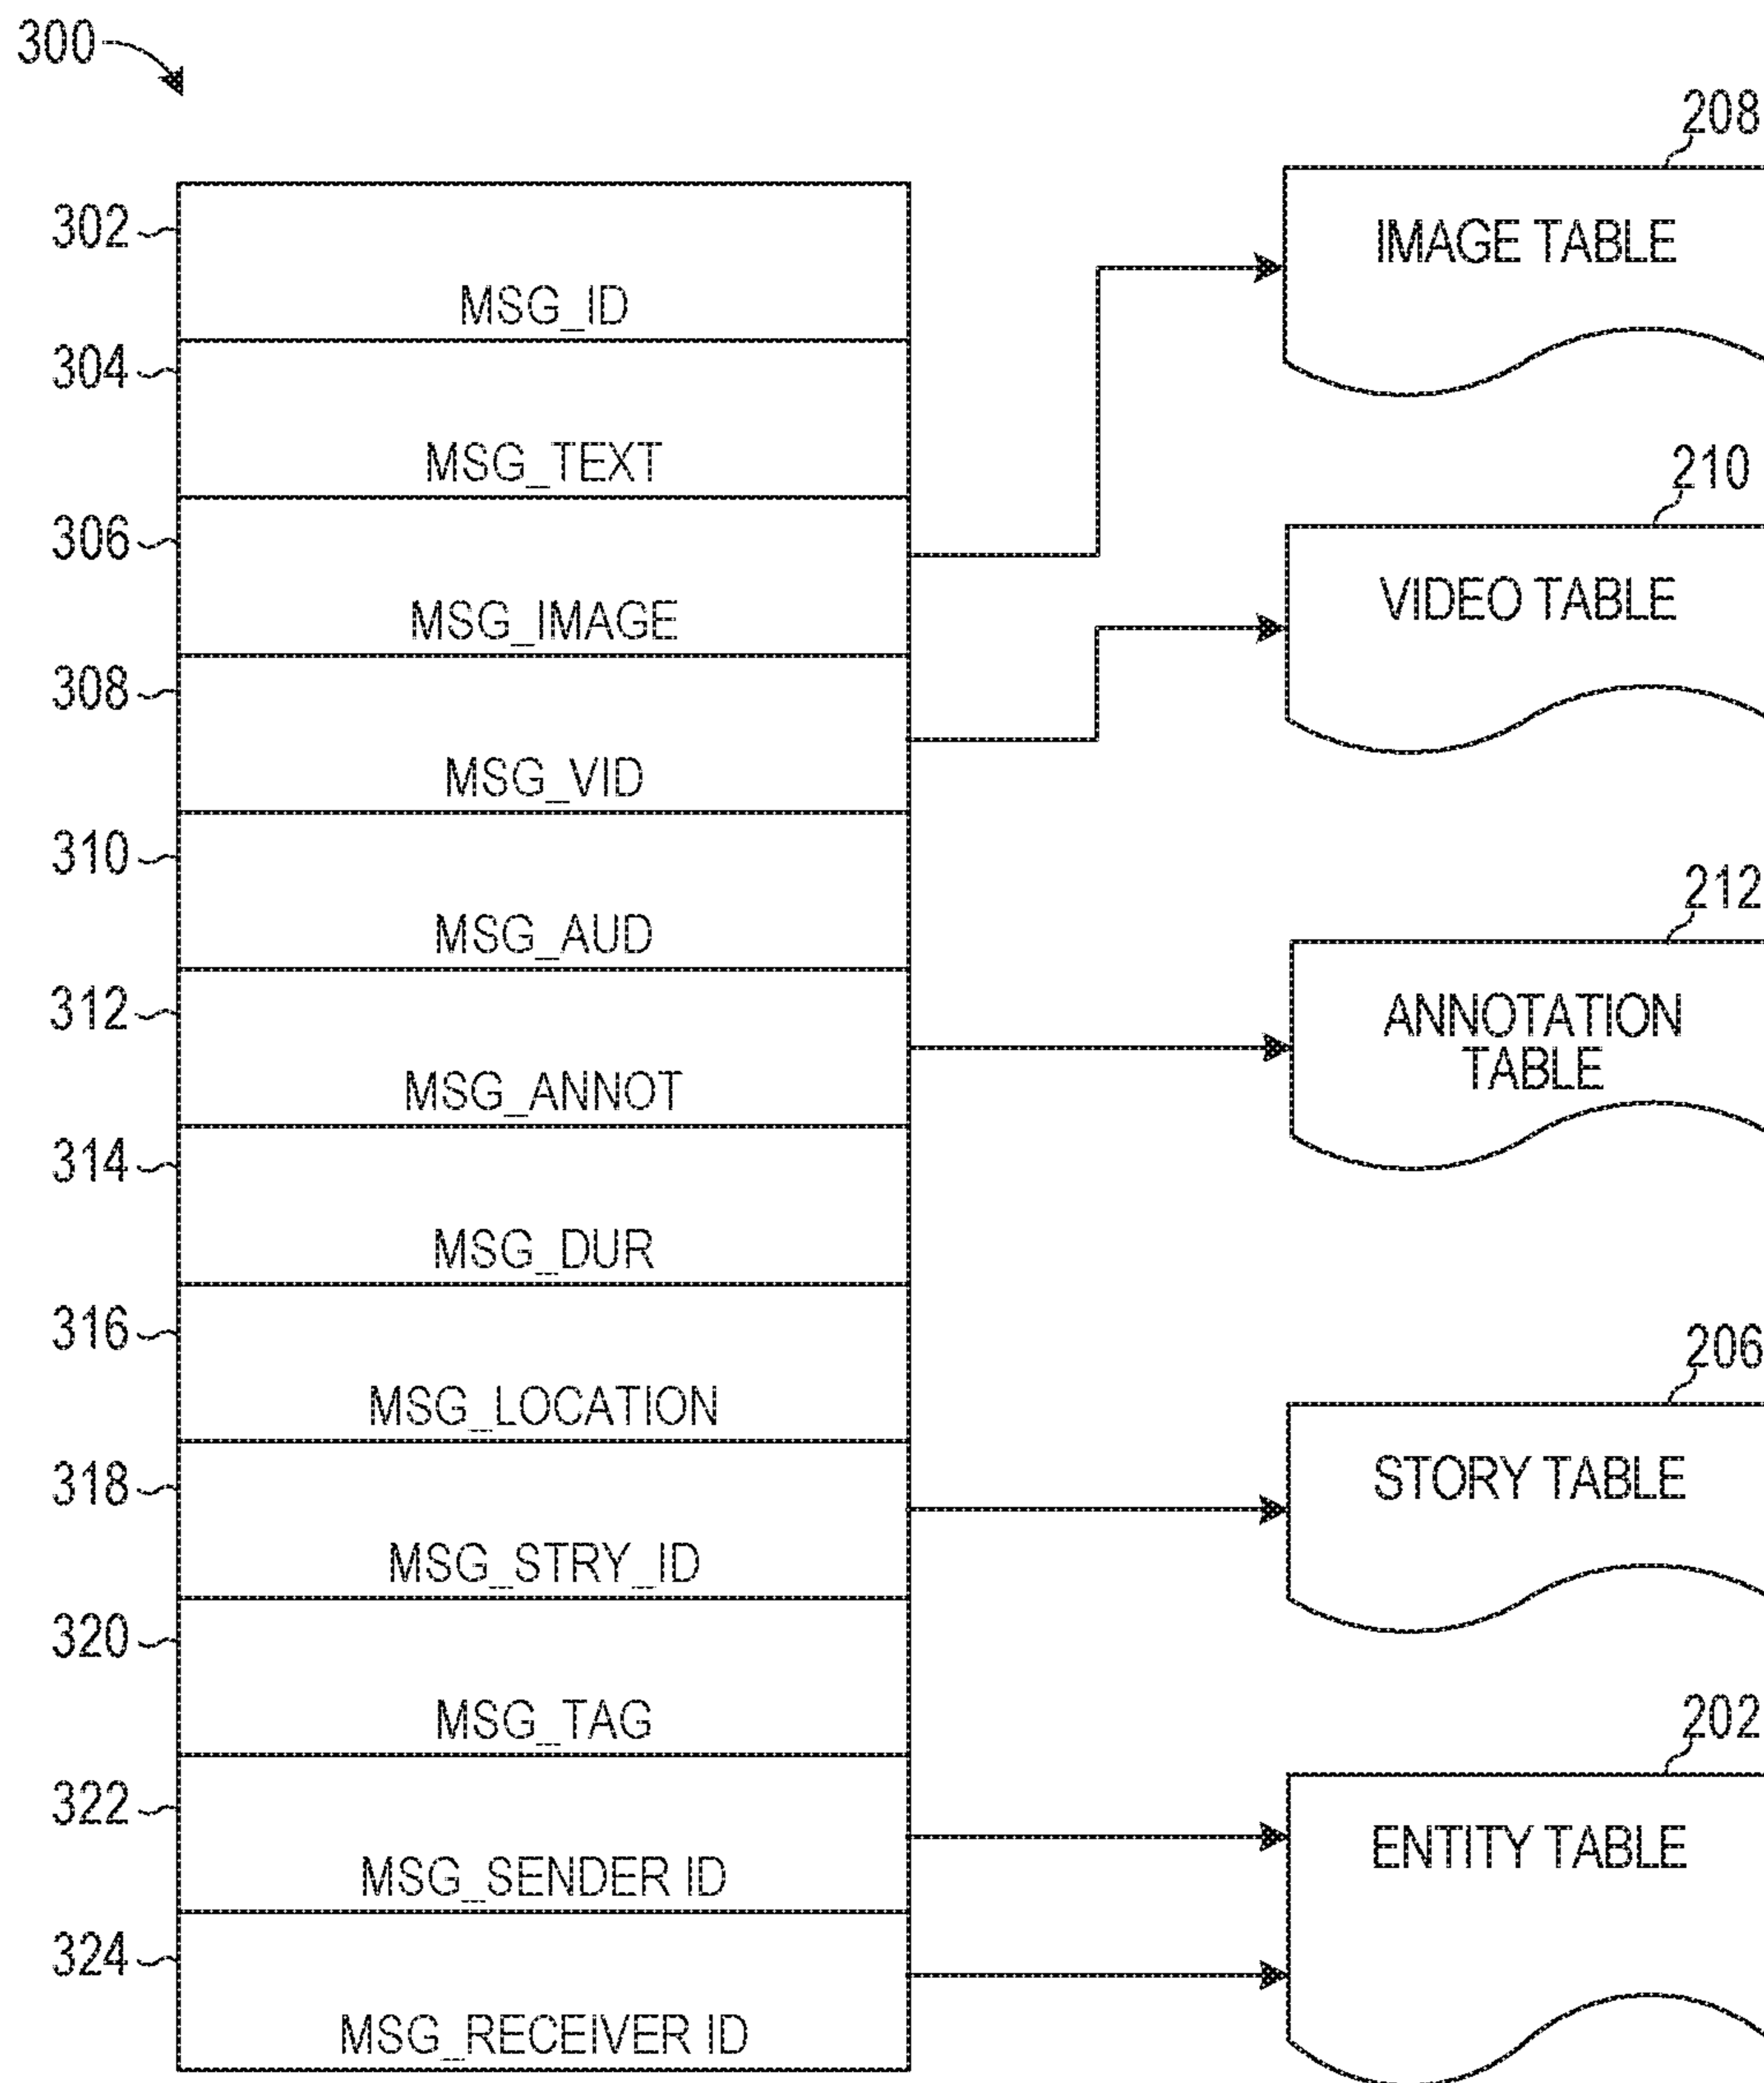 300
208
302
IMAGE TABLE
MSG_ID
304
MSG_TEXT
210
306
VIDEO TABLE
MSG_IMAGE
308
MSG_VID
310
212
MSG_AUD
312
ANNOTATION
TABLE
MSG_ANNOT
314
MSG_DUR
316
206
MSG_LOCATION
318
STORY TABLE
MSG_STRY_ID
320
MSG_TAG
202
322
ENTITY TABLE
MSG_SENDER ID
324
MSG_RECEIVER ID